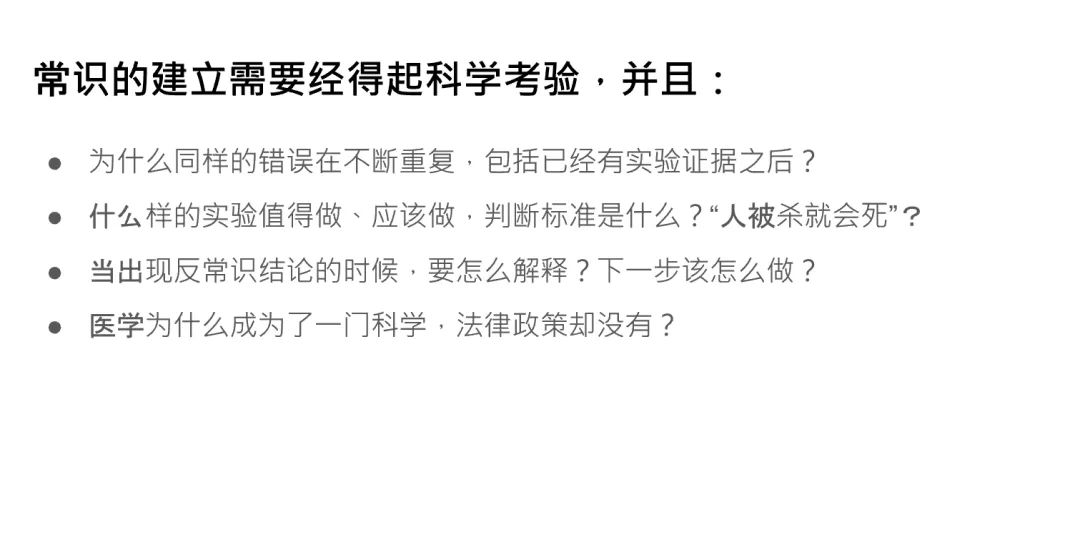 常识的建立需要经得起科学考验，并且：
● 为什么同样的错误在不断重复，包括已经有实验证据之后？
● 什么样的实验值得做、应该做，判断标准是什么？“人被杀就会死”？
● 当出现反常识结论的时候，要怎么解释？下一步该怎么做？
● 医学为什么成为了一门科学，法律政策却没有？